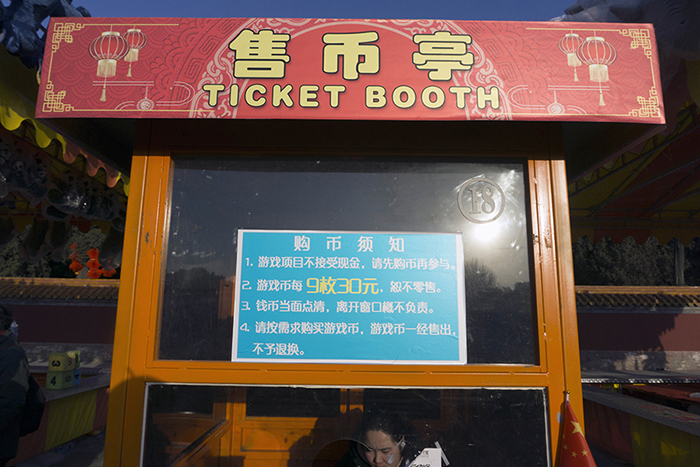 售币亭
TICKET BOOTH
18
购币须知
1. 游戏项目不接受现金，请先购币再参与。
2. 游戏币每9枚30元，恕不零售。
3. 钱币当面点清，离开窗口概不负责。
4. 请按需求购买游戏币，游戏币一经售出，
不予退换。
3